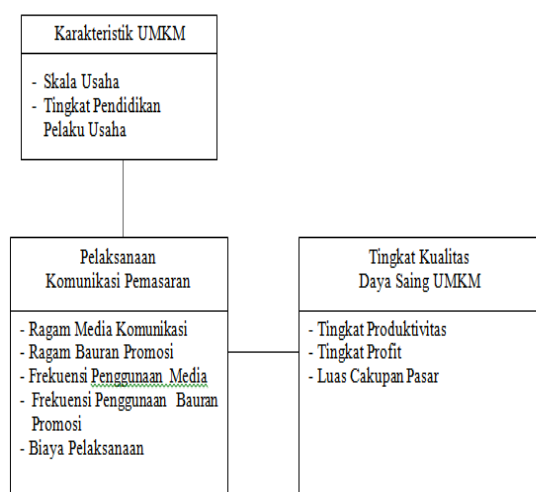 Karakteristik UMKM
- Skala Usaha
- Tingkat Pendidikan
Pelaku Usaha
Pelaksanaan
Komunikasi Pemasaran
- Ragam Media Komunikasi
- Ragam Bauran Promosi
- Frekuensi Penggunaan Media
- Frekuensi Penggunaan Bauran
Promosi
- Biaya Pelaksanaan
Tingkat Kualitas
Daya Saing UMKM
- Tingkat Produktivitas
- Tingkat Profit
- Luas Cakupan Pasar